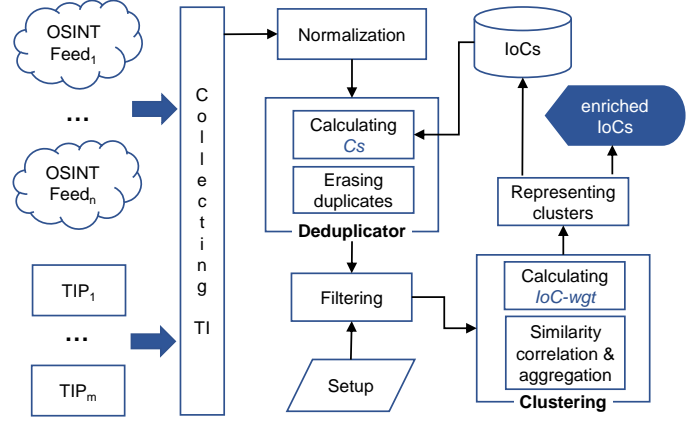 OSINT
Feed1
...
OSINT
Feedn
TIP1
...
TIPm
Collecting TI
Normalization
Calculating
Cs
Erasing
duplicates
Deduplicator
Filtering
Setup
IoCs
enriched
IoCs
Representing
clusters
Calculating
IoC-wgt
Similarity
correlation &
aggregation
Clustering